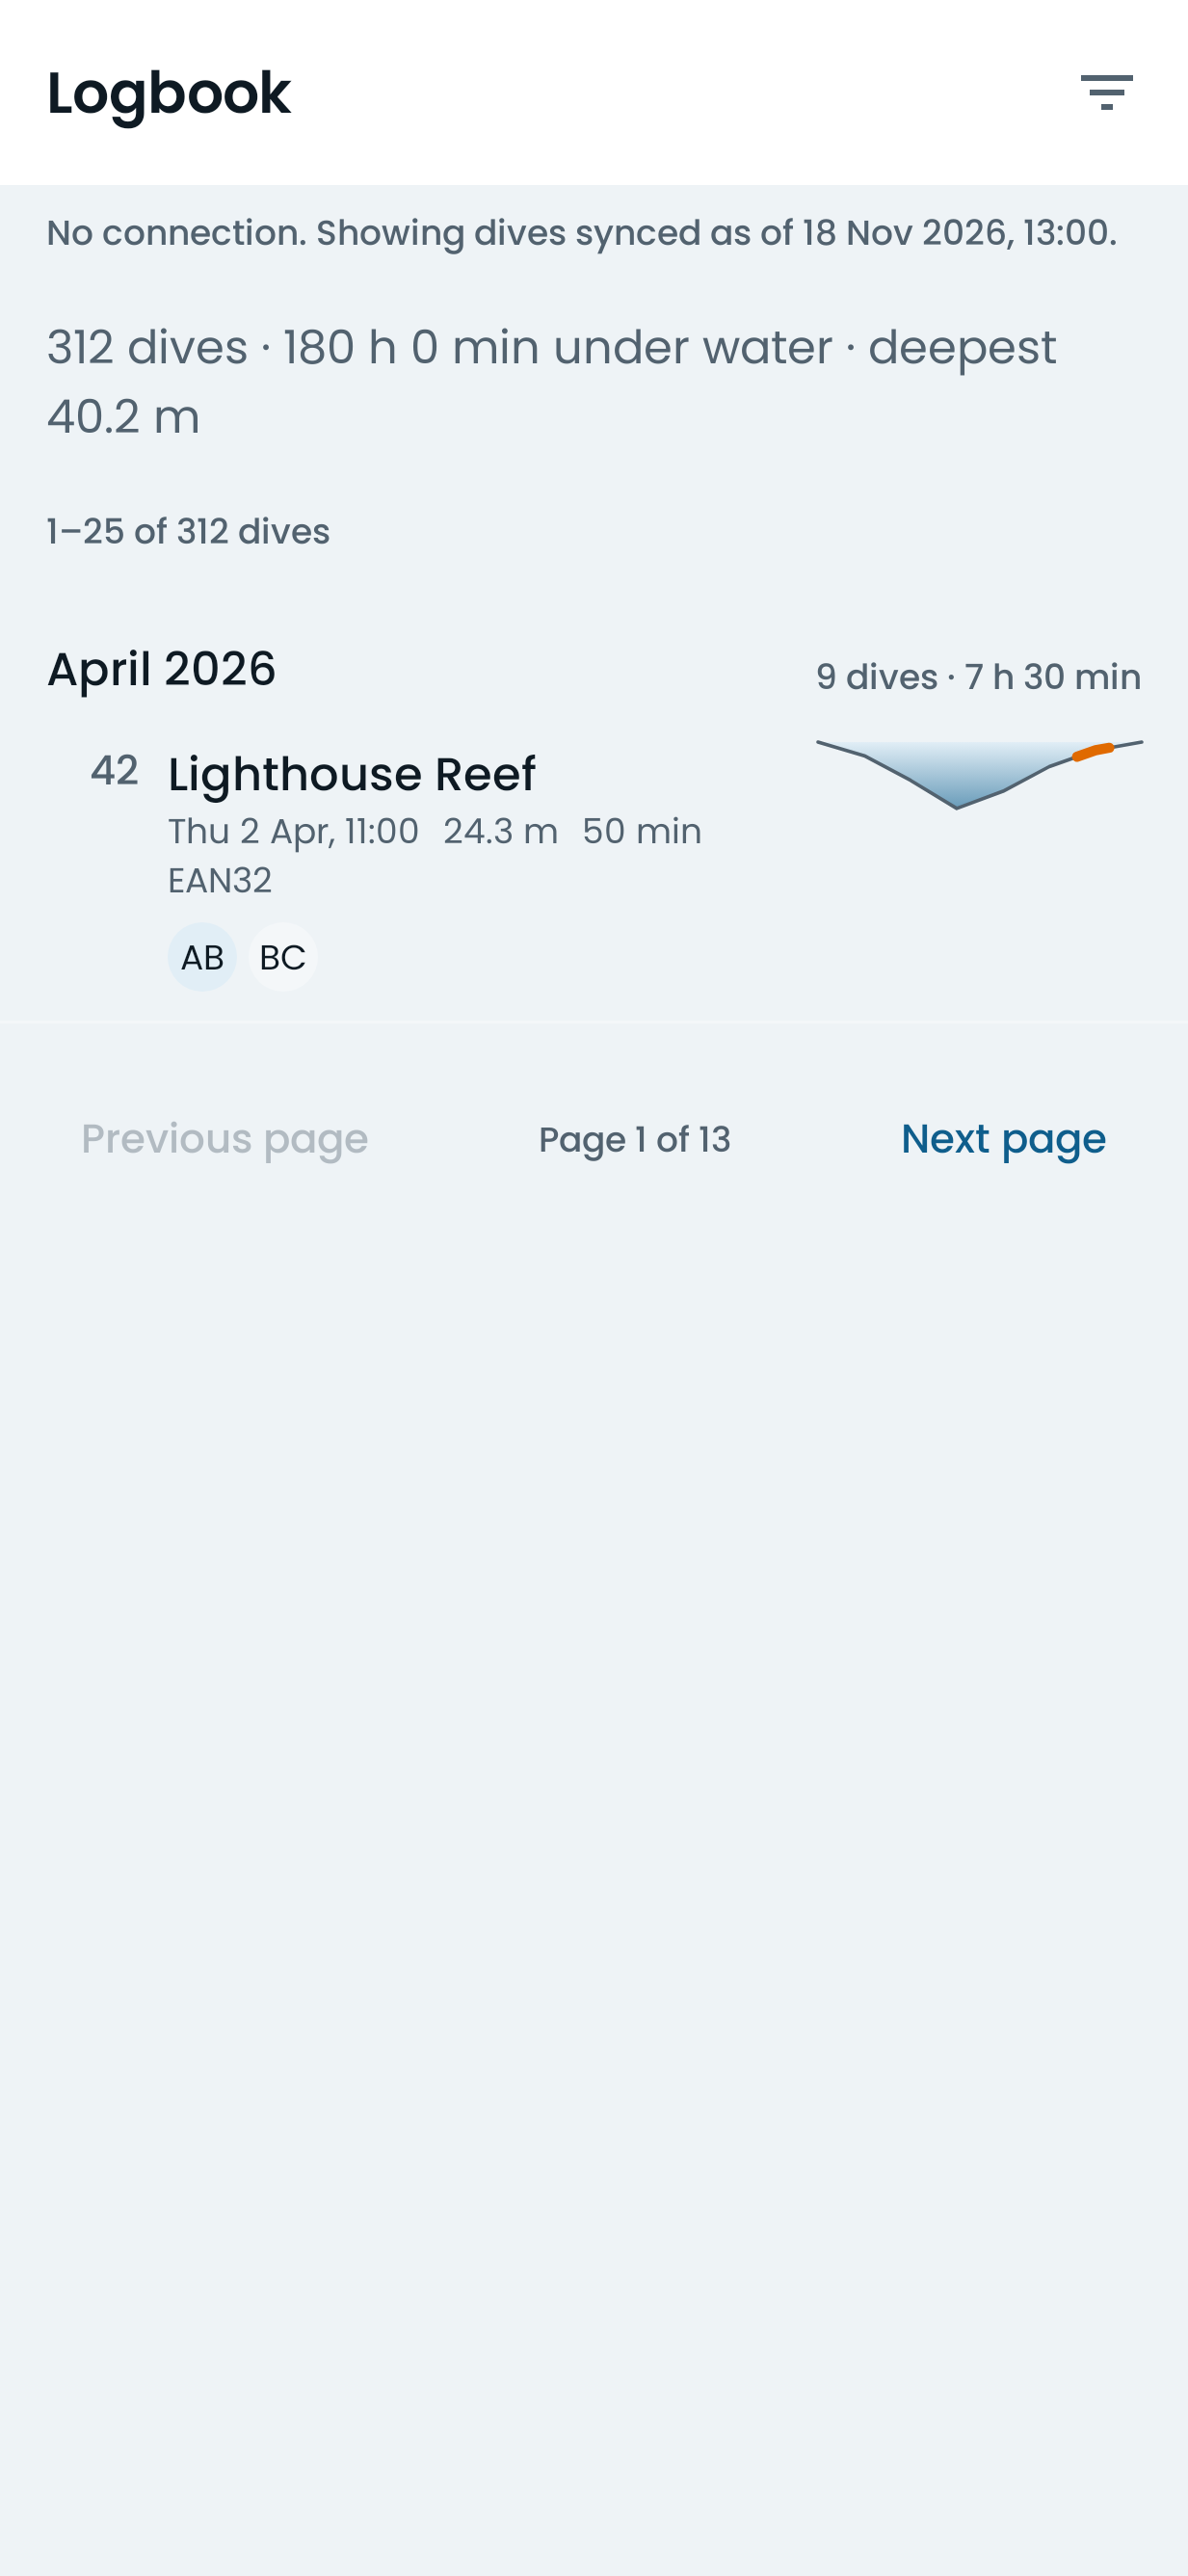 Logbook
No connection. Showing dives synced as of 18 Nov 2026, 13:00.
312 dives · 180 h 0 min under water · deepest
40.2 m
1–25 of 312 dives
April 2026
9 dives · 7 h 30 min
42
Lighthouse Reef
Thu 2 Apr, 11:00 24.3 m 50 min
EAN32
AB BC
Previous page
Page 1 of 13
Next page